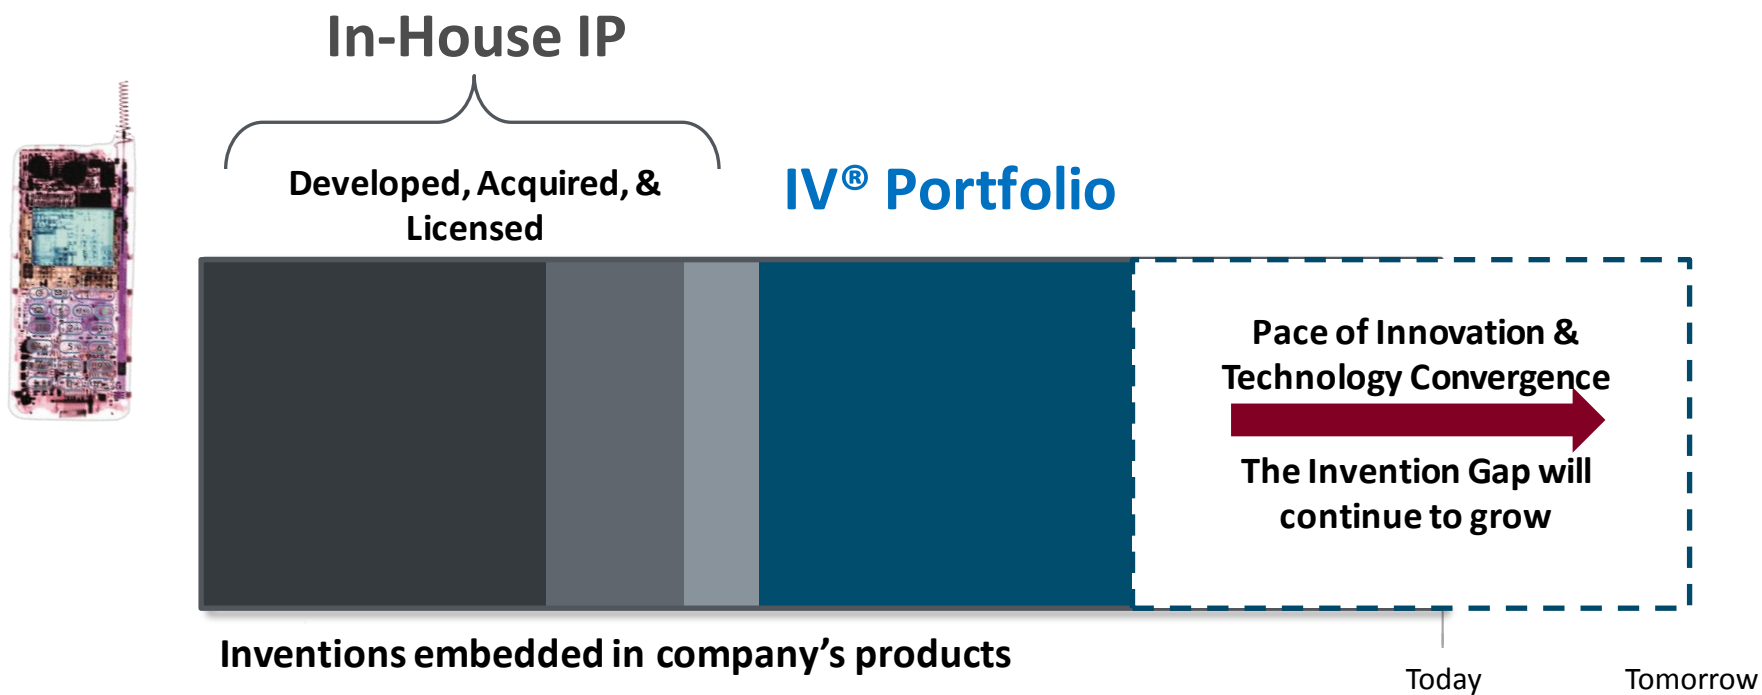 In-House IP
Developed, Acquired, &
Licensed
IV® Portfolio
Pace of Innovation &
Technology Convergence
The Invention Gap will
continue to grow
Inventions embedded in company’s products
Today
Tomorrow